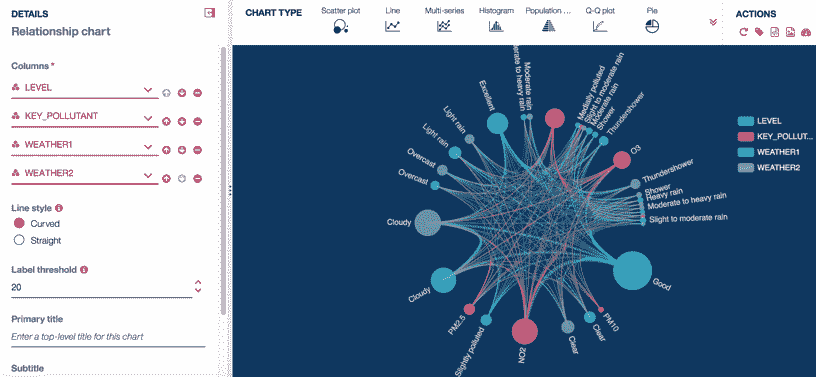 DETAILS
Relationship chart
Columns *
LEVEL
KEY_POLLUTANT
WEATHER1
WEATHER2
Line style
Curved
Straight
Label threshold
20
Primary title
Enter a top-level title for this chart
Subtitle
CHART TYPE
Scatter plot
Line
Multi-series
Histogram
Population ...
Q-Q plot
Pie
ACTIONS
Excellent
derate to heavy rain
Moderate rain
Medially polluted
Slight to moderate rain
Moderate rain
Shower
Thundershower
O3
Thundershower
Shower
Heavy rain
Moderate to heavy rain
Slight to moderate rain
Good
PM10
Clear
Clear
NO2
Slightly polluted
PM2.5
Cloudy
Cloudy
Overcast
Overcast
Light rain
Light rain
LEVEL
KEY_POLLUT...
WEATHER1
WEATHER2